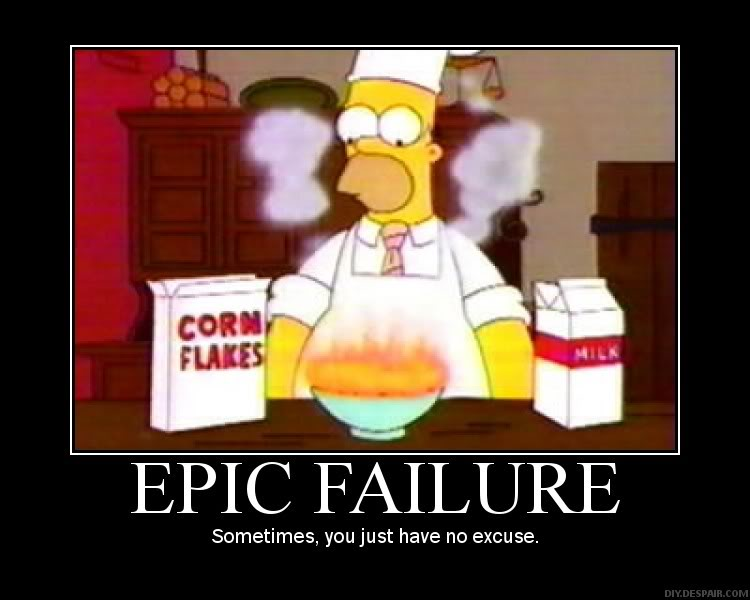 CORN
FLAKES
MILK
EPIC FAILURE
Sometimes, you just have no excuse.
DIY.DESPAIR.COM